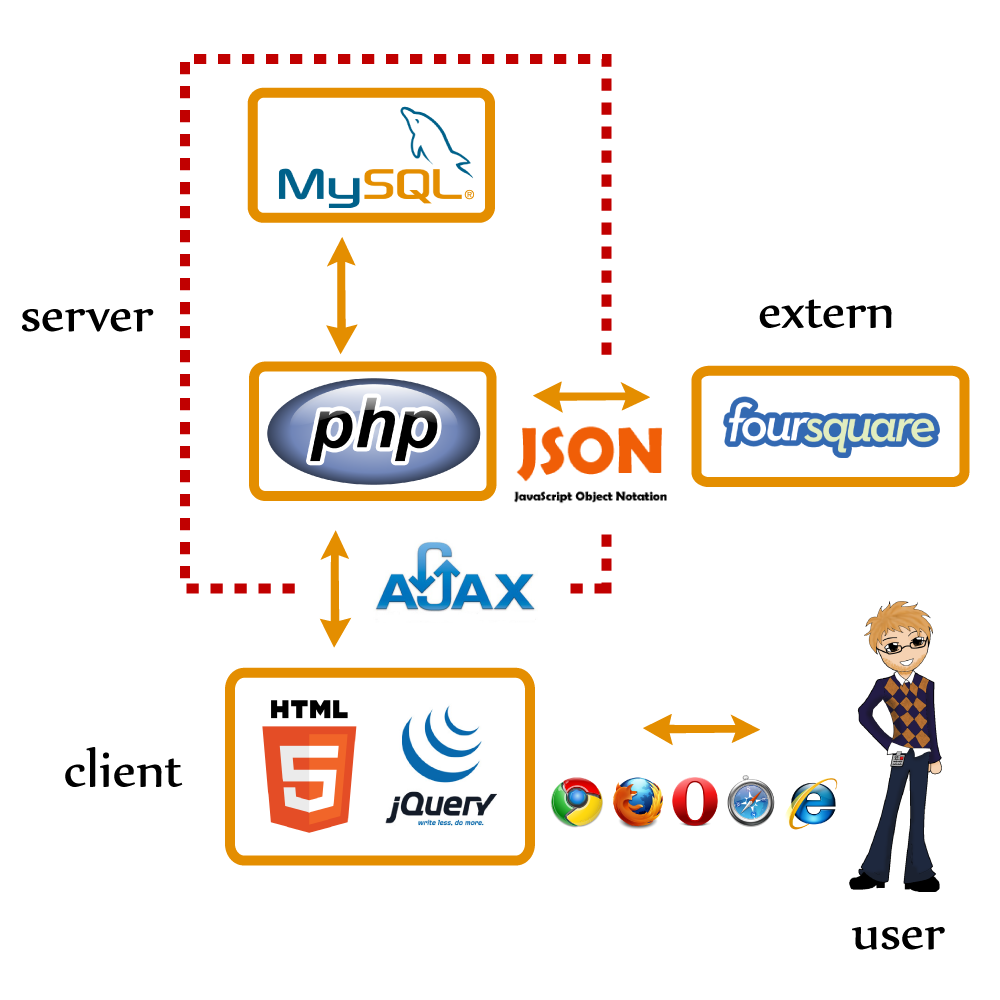 MySQL®
server
extern
php
foursquare
JSON
JavaScript Object Notation
AJAX
HTML
5
jQuery
write less, do more.
client
user